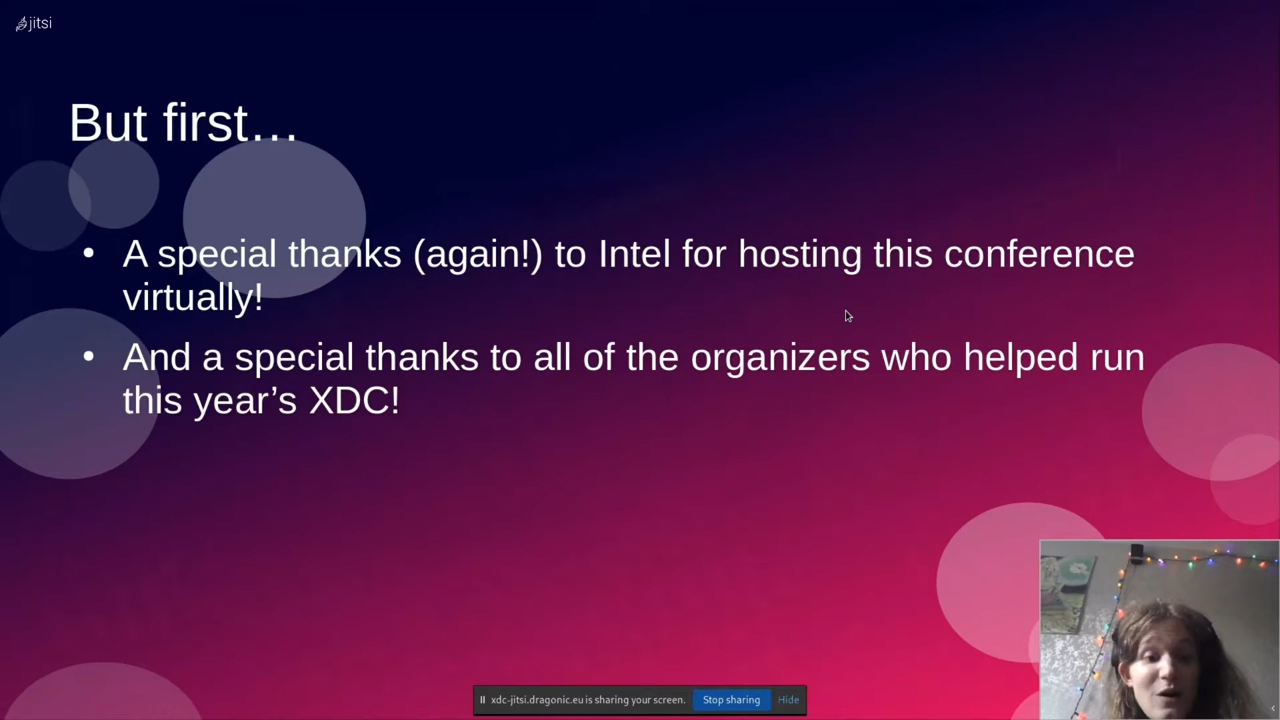 jitsi
But first…
• A special thanks (again!) to Intel for hosting this conference
virtually!
• And a special thanks to all of the organizers who helped run
this year’s XDC!
xdc-jitsi.dragonic.eu is sharing your screen. Stop sharing Hide